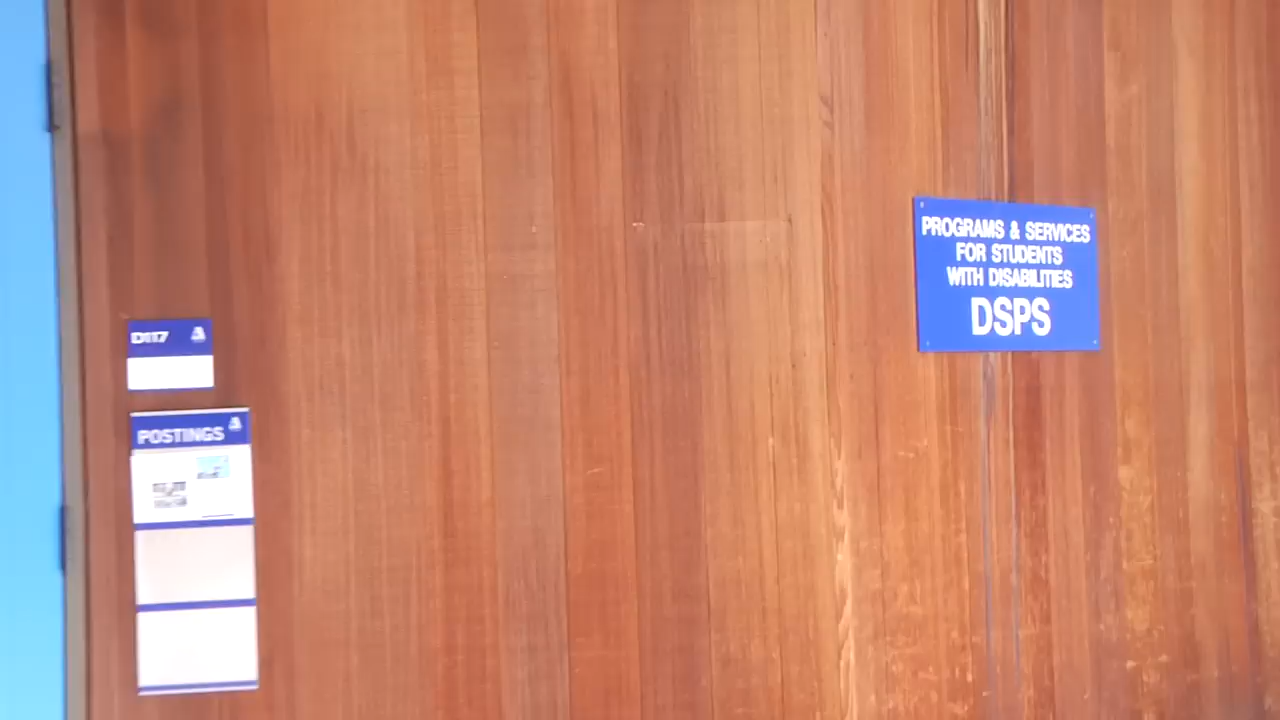 PROGRAMS & SERVICES
FOR STUDENTS
WITH DISABILITIES
DSPS
D117
POSTINGS